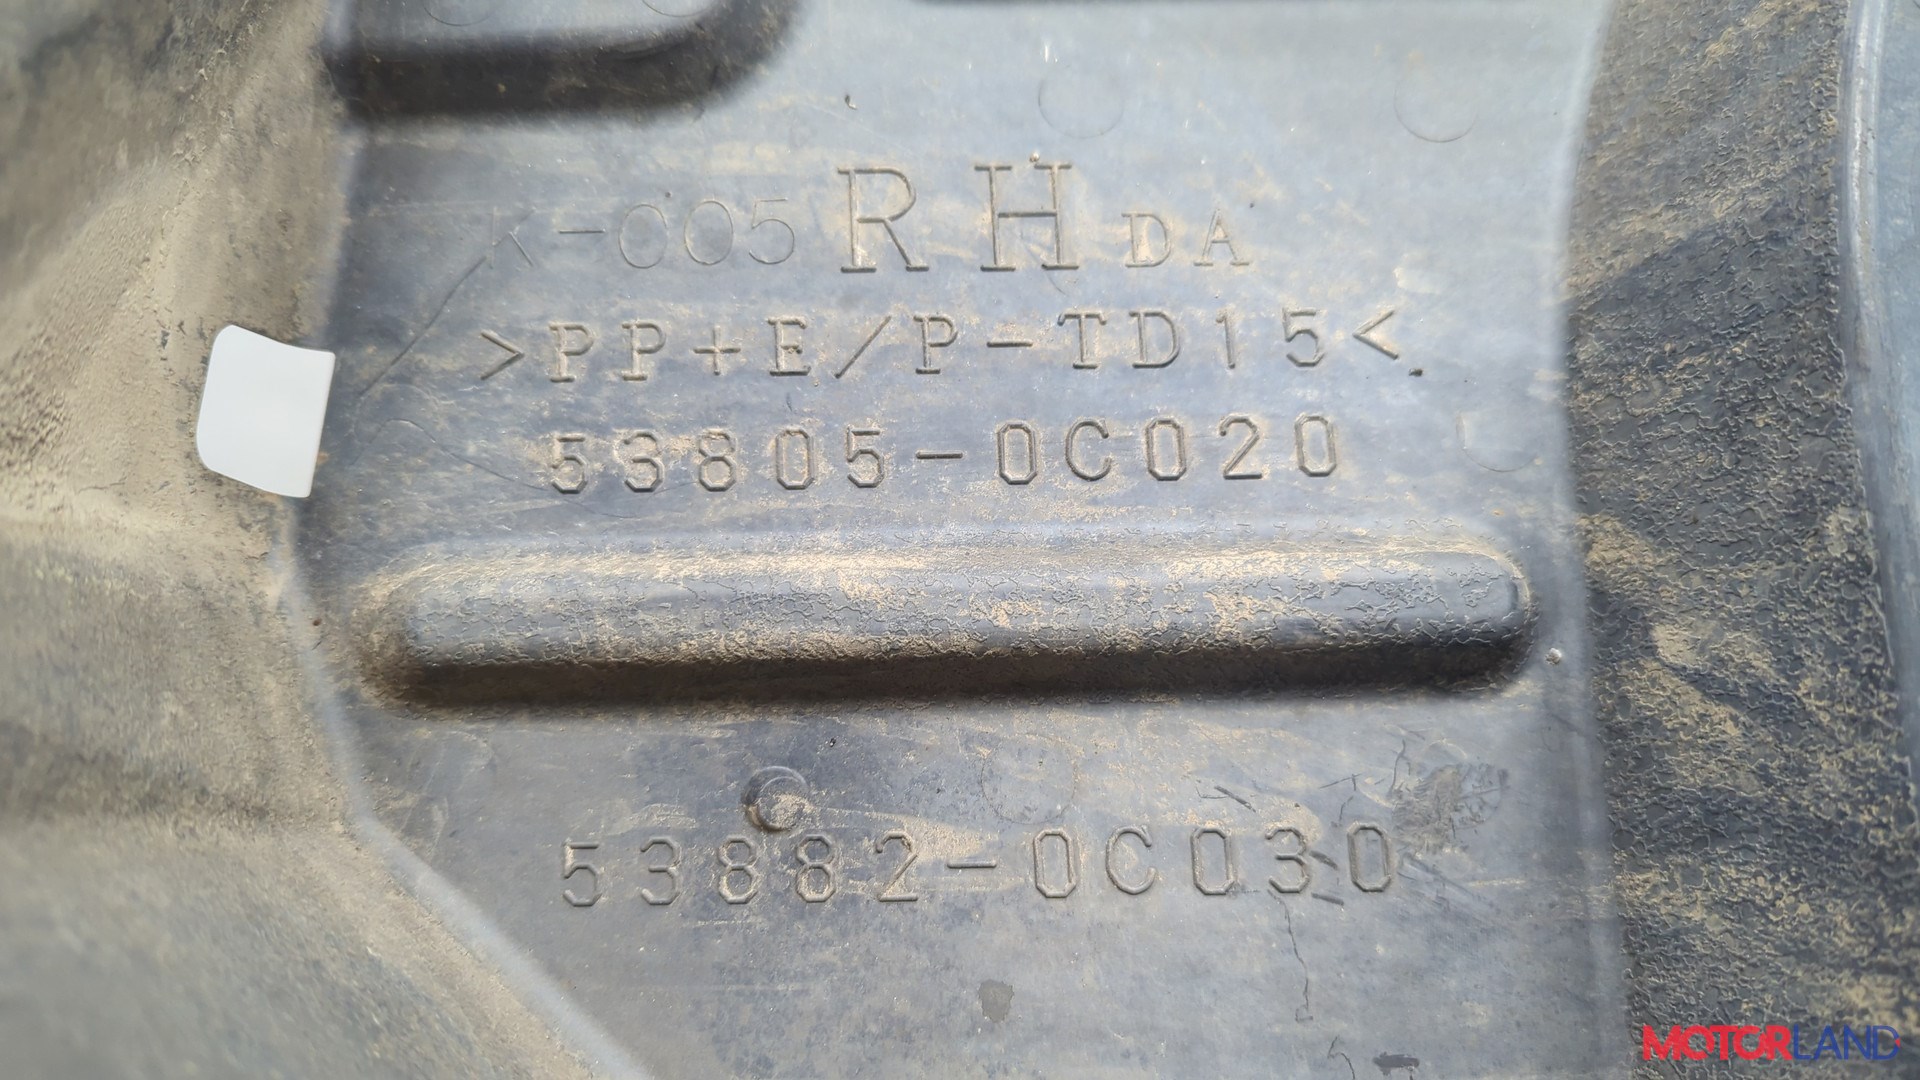 K-005 RH DA
>PP+E/P-TD15<
53805-0C020
53882-0C030
MOTORLAND